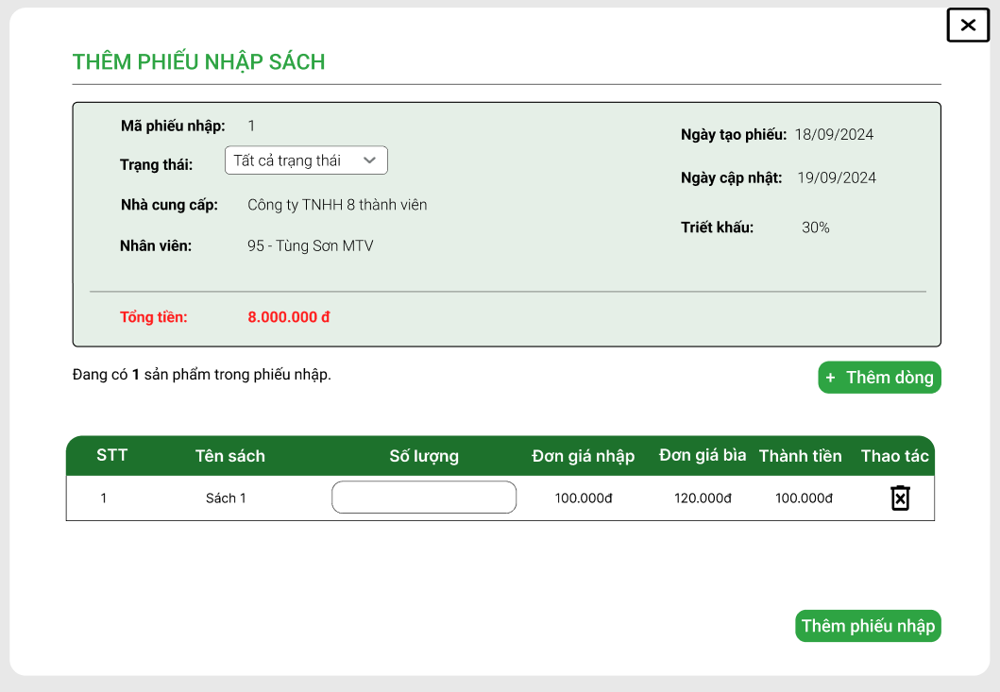 THÊM PHIẾU NHẬP SÁCH
Mã phiếu nhập: 1
Ngày tạo phiếu: 18/09/2024
Trạng thái: Tất cả trạng thái
Ngày cập nhật: 19/09/2024
Nhà cung cấp: Công ty TNHH 8 thành viên
Triết khấu: 30%
Nhân viên: 95 - Tùng Sơn MTV
Tổng tiền: 8.000.000 đ
Đang có 1 sản phẩm trong phiếu nhập.
+ Thêm dòng
STT Tên sách Số lượng Đơn giá nhập Đơn giá bìa Thành tiền Thao tác
1 Sách 1 100.000đ 120.000đ 100.000đ
Thêm phiếu nhập